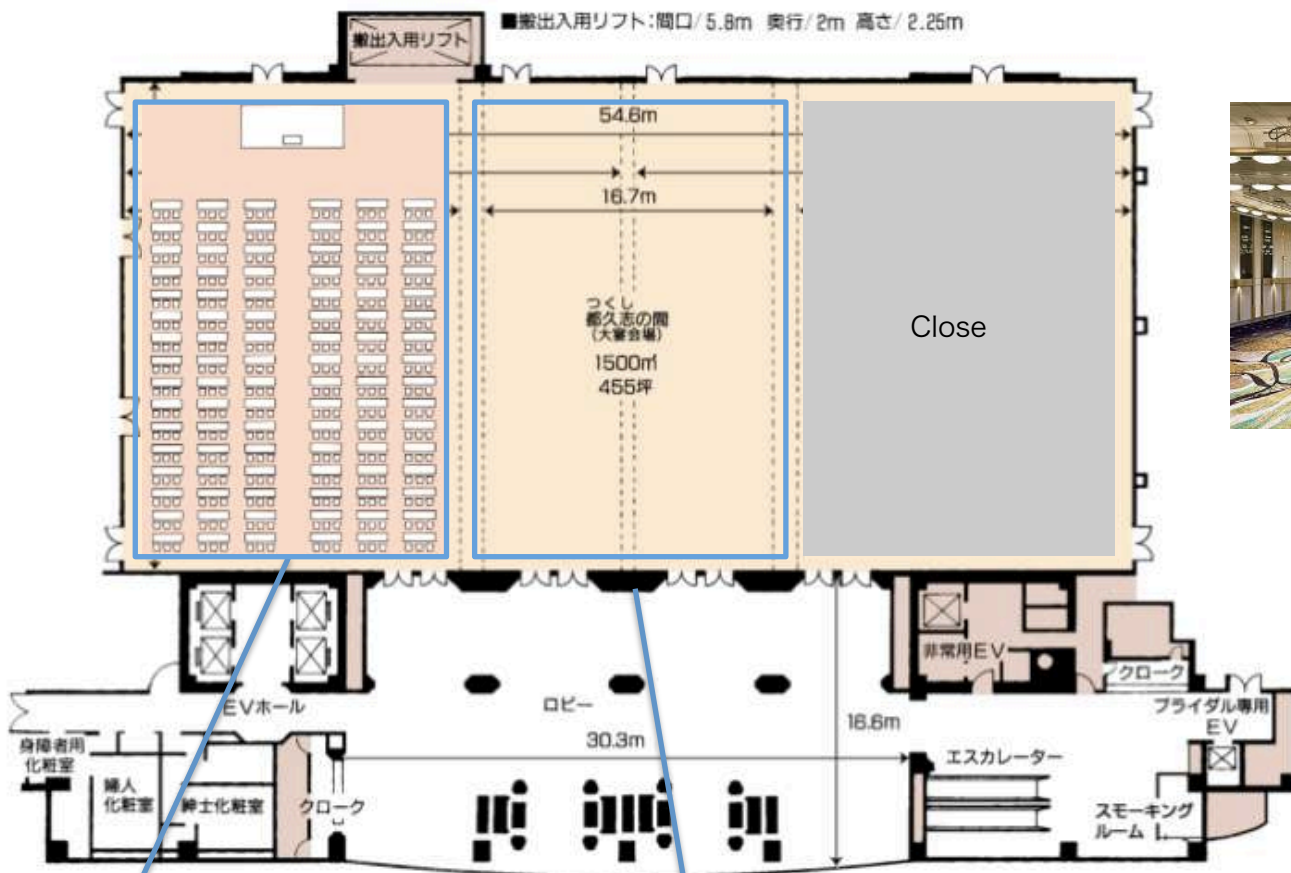 ■搬出入用リフト:間口/5.8m 奥行/2m 高さ/2.25m
搬出入用リフト
54.6m
16.7m
つくし
都久志の間
(大宴会場)
1500㎡
455坪
Close
非常用EV
クローク
EVホール
ロビー
16.6m
ブライダル専用
EV
30.3m
身障者用
化粧室
エスカレーター
婦人
化粧室
紳士化粧室
クローク
スモーキング
ルーム